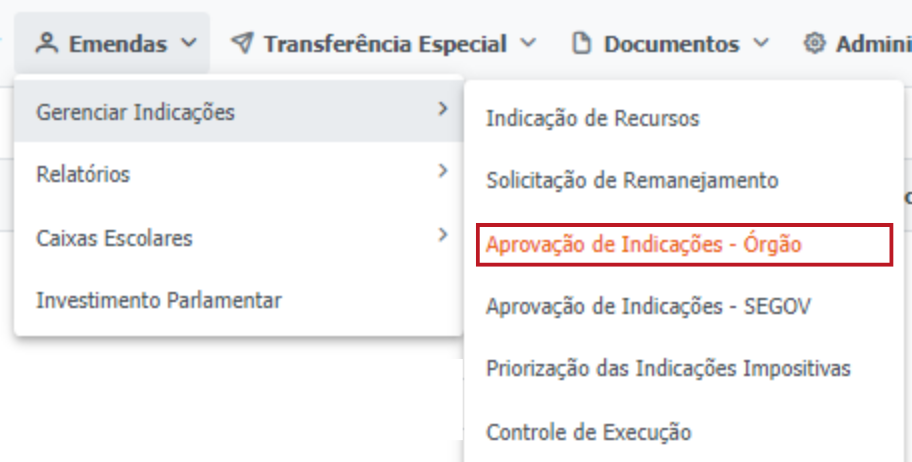 Emendas
Transferência Especial
Documentos
Gerenciar Indicações
Relatórios
Caixas Escolares
Investimento Parlamentar
Indicação de Recursos
Solicitação de Remanejamento
Aprovação de Indicações - Órgão
Aprovação de Indicações - SEGOV
Priorização das Indicações Impositivas
Controle de Execução